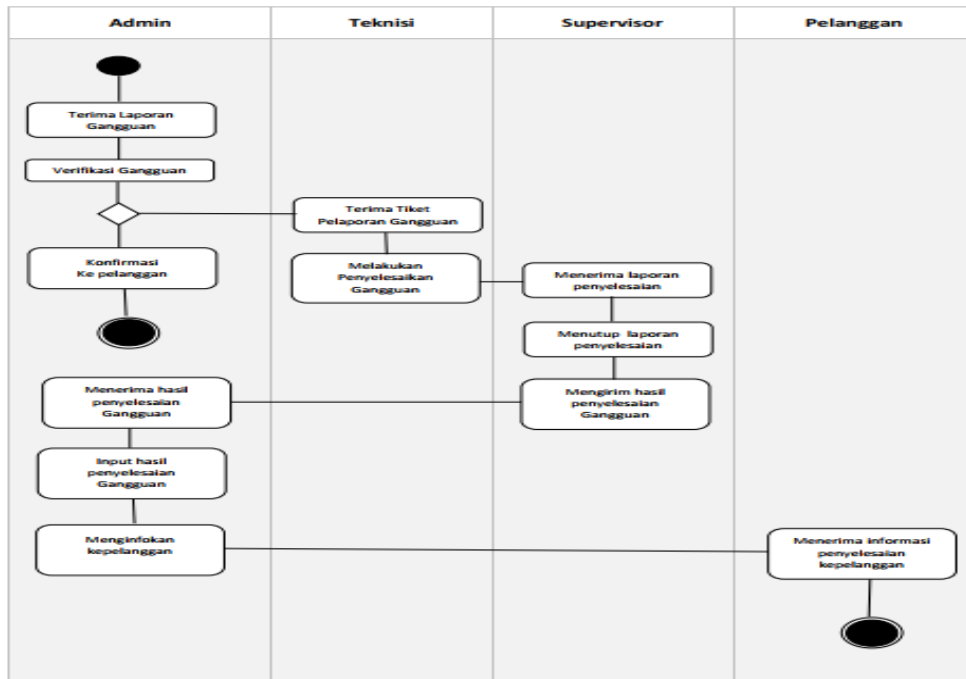 Admin
Teknisi
Supervisor
Pelanggan
Terima Laporan
Gangguan
Verifikasi Gangguan
Terima Tiket
Pelaporan Gangguan
Konfirmasi
Ke pelanggan
Melakukan
Penyelesaikan
Gangguan
Menerima laporan
penyelesaian
Menutup laporan
penyelesaian
Mengirim hasil
penyelesaian
Gangguan
Menerima hasil
penyelesaian
Gangguan
Input hasil
penyelesaian
Gangguan
Menginfokan
kepelanggan
Menerima informasi
penyelesaian
kepelanggan